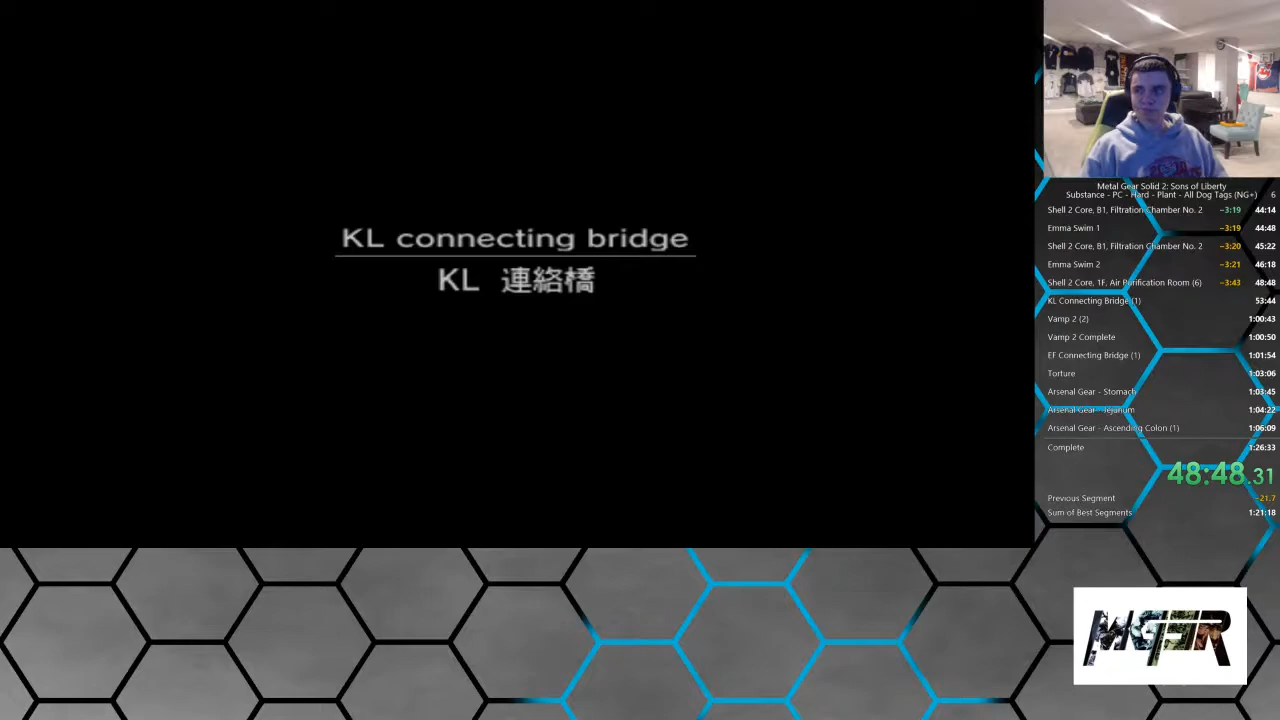 KL connecting bridge
KL 連絡橋
Metal Gear Solid 2: Sons of Liberty
Substance - PC - Hard - Plant - All Dog Tags (NG+) 6
Shell 2 Core, B1, Filtration Chamber No. 2 −3:19 44:14
Emma Swim 1 −3:19 44:48
Shell 2 Core, B1, Filtration Chamber No. 2 −3:20 45:22
Emma Swim 2 −3:21 46:18
Shell 2 Core, 1F, Air Purification Room (6) −3:43 48:48
KL Connecting Bridge (1) 53:44
Vamp 2 (2) 1:00:43
Vamp 2 Complete 1:00:50
EF Connecting Bridge (1) 1:01:54
Torture 1:03:06
Arsenal Gear - Stomach 1:03:45
Arsenal Gear - Jejunum 1:04:22
Arsenal Gear - Ascending Colon (1) 1:06:09
Complete 1:26:33
48:48.31
Previous Segment −21.7
Sum of Best Segments 1:21:18
MGSR